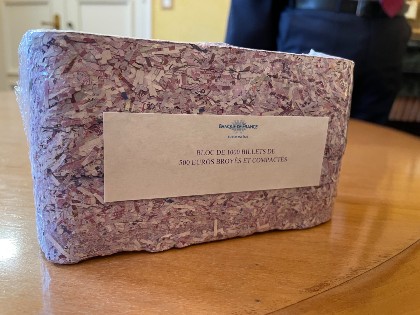 BANQUE DE FRANCE
BLOC DE 1000 BILLETS DE
500 EUROS BROYÉS ET COMPACTÉS